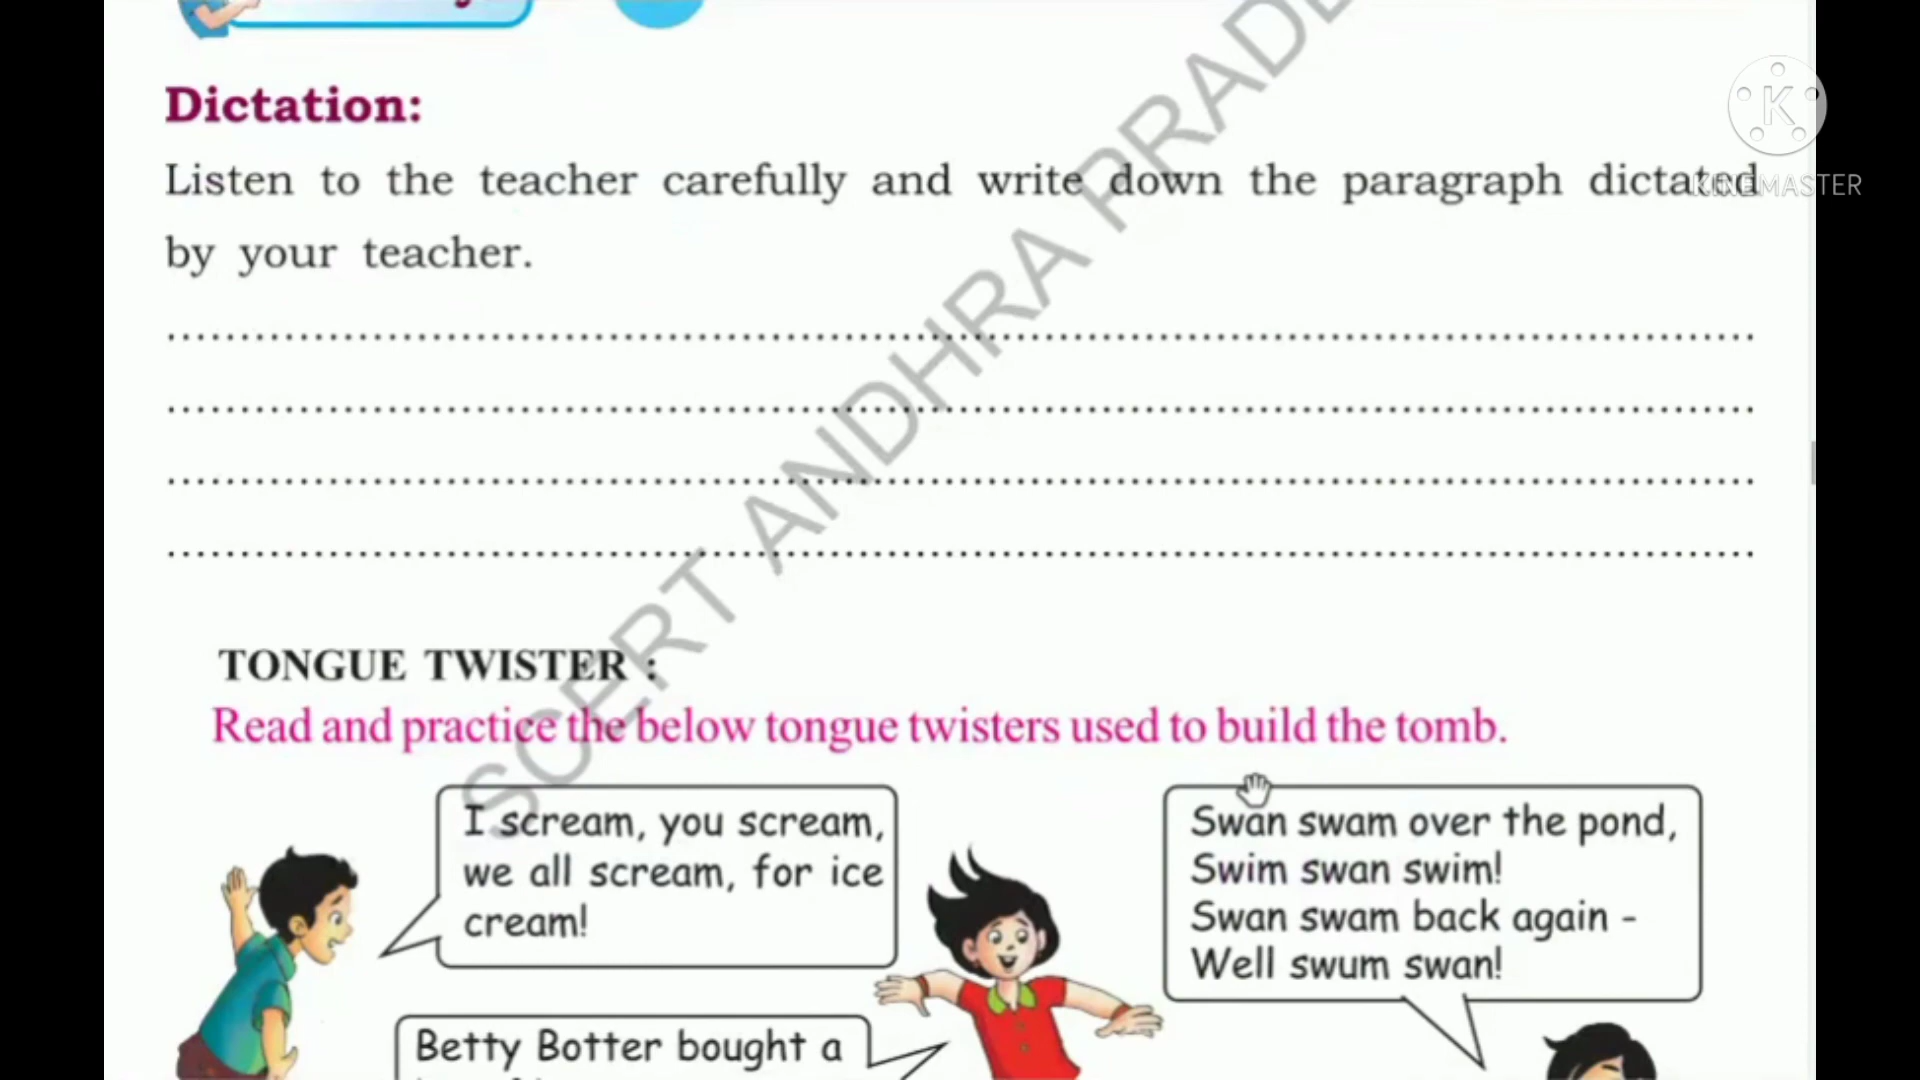 Dictation:
Listen to the teacher carefully and write down the paragraph dictated
by your teacher.
TONGUE TWISTER :
Read and practice the below tongue twisters used to build the tomb.
I scream, you scream,
we all scream, for ice
cream!
Swan swam over the pond,
Swim swan swim!
Swan swam back again -
Well swum swan!
Betty Botter bought a
SCERT ANDHRA PRADE
K
KINEMASTER